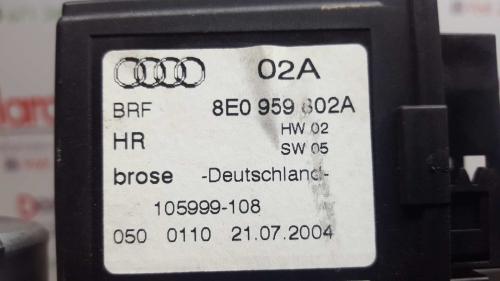 02A
BRF 8E0 959 802A
HR HW 02
SW 05
brose -Deutschland-
105999-108
050 0110 21.07.2004